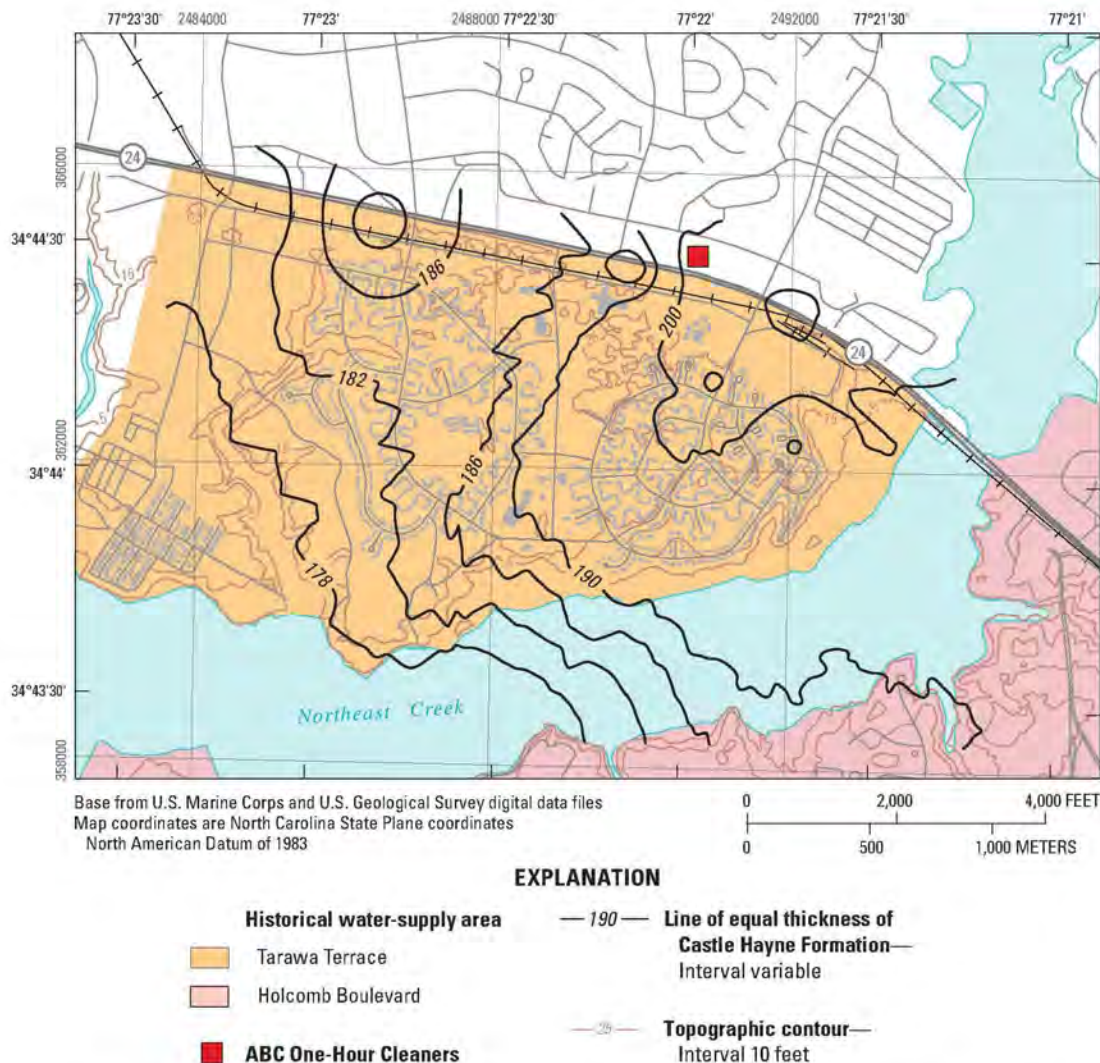 77°23'30" 2484000 77°23' 2488000 77°22'30" 77°22' 2492000 77°21'30" 77°21'
24
366000
34°44'30"
15
186
200
24
182
75
5
362000
34°44'
186
178
190
34°43'30"
Northeast Creek
358000
Base from U.S. Marine Corps and U.S. Geological Survey digital data files
Map coordinates are North Carolina State Plane coordinates
North American Datum of 1983
0 2,000 4,000 FEET
0 500 1,000 METERS
EXPLANATION
Historical water-supply area
Tarawa Terrace
Holcomb Boulevard
ABC One-Hour Cleaners
190 Line of equal thickness of
Castle Hayne Formation—
Interval variable
25 Topographic contour—
Interval 10 feet